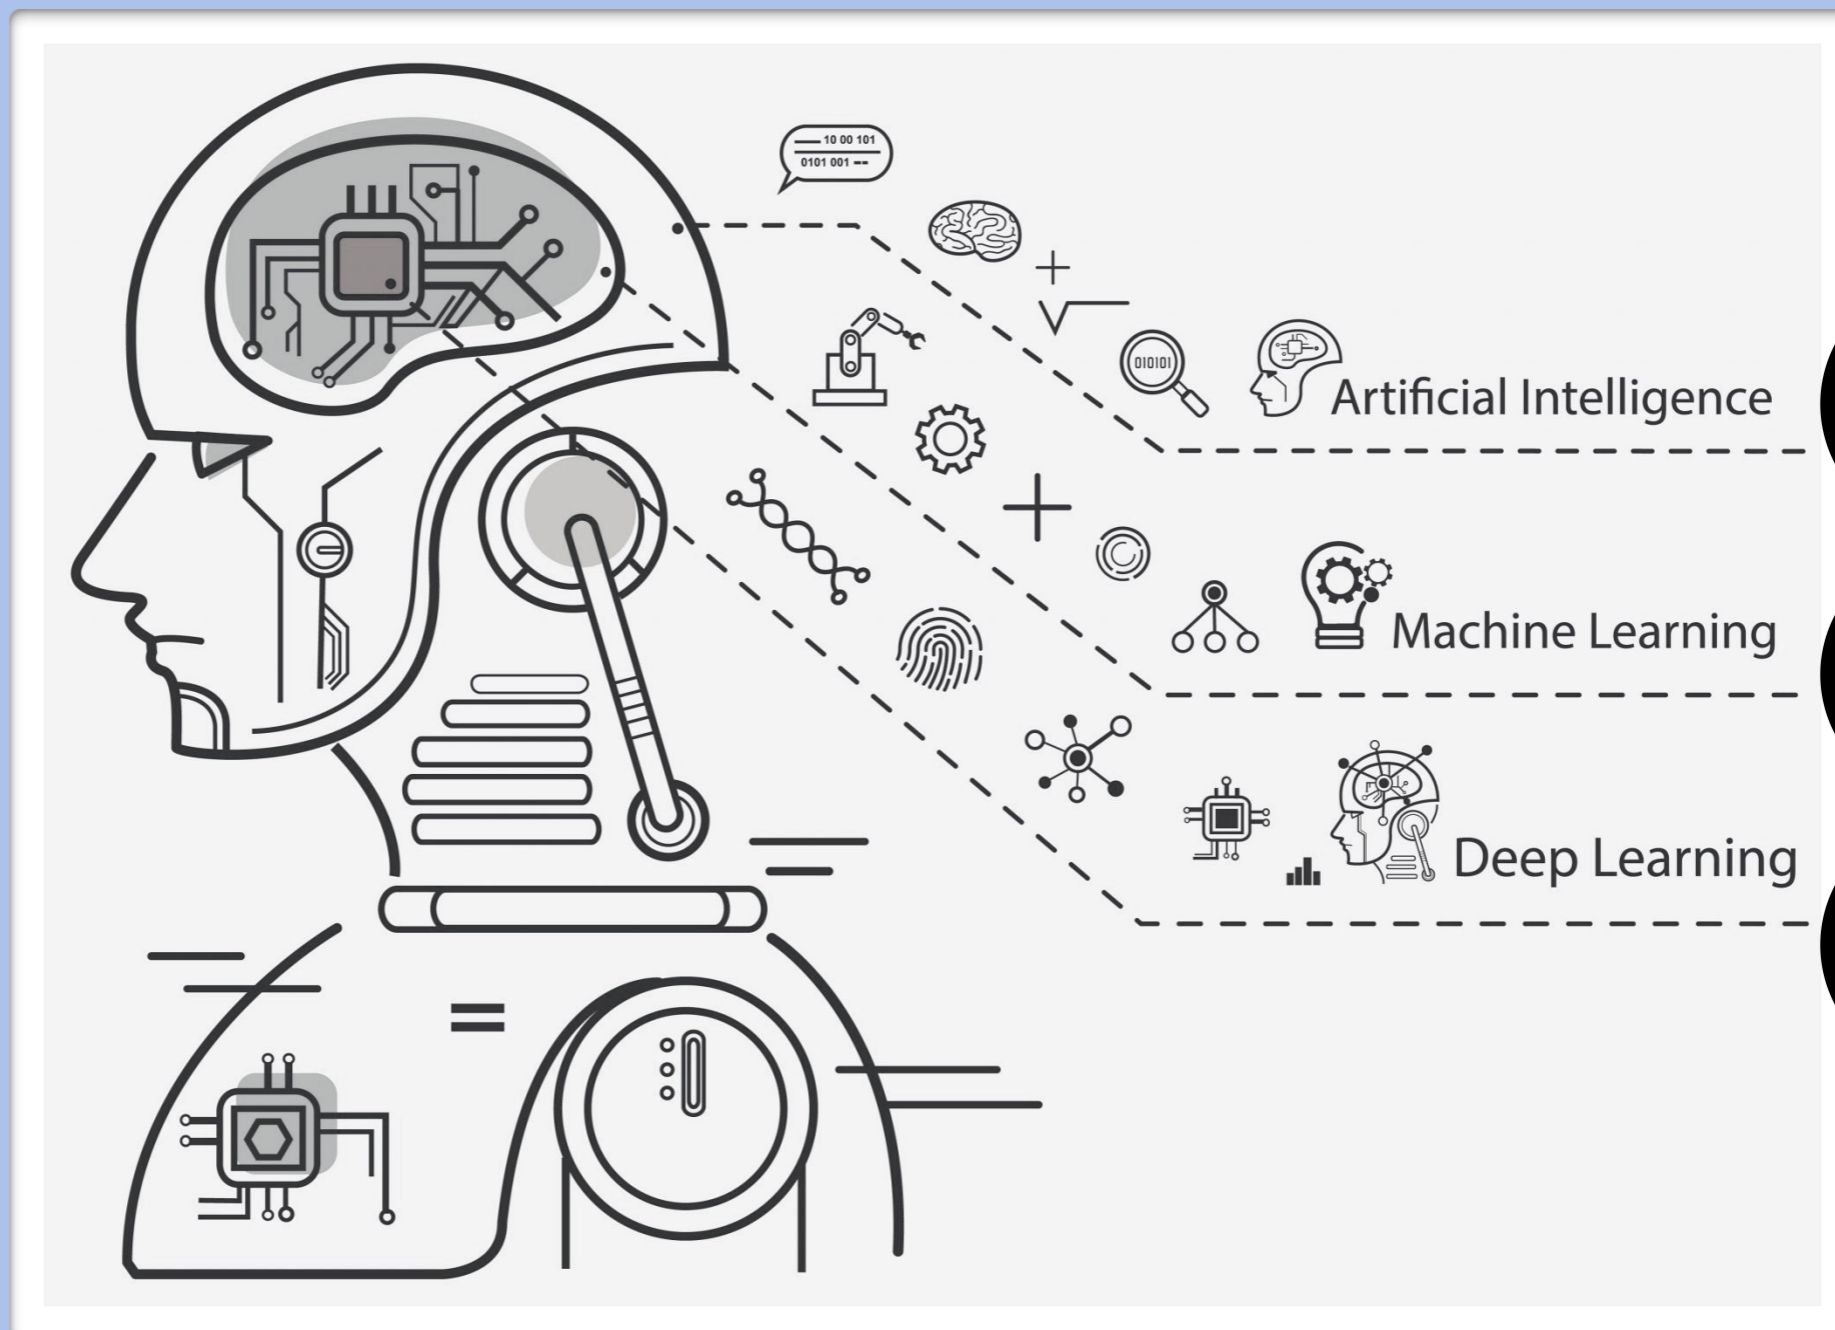 10 00 101
0101 001 --
010101
Artificial Intelligence
Machine Learning
Deep Learning